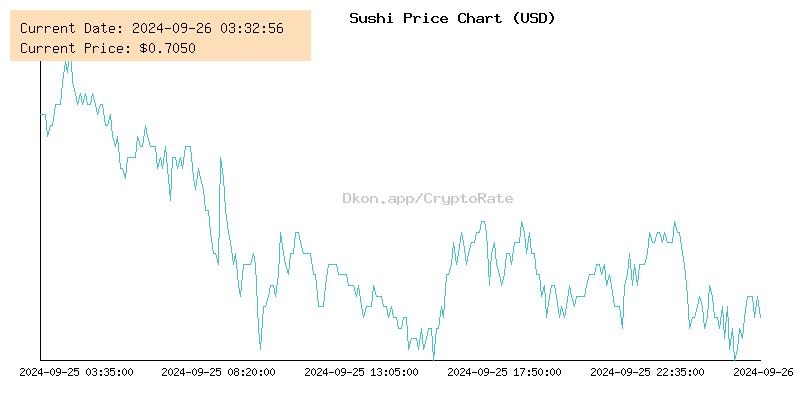 Sushi Price Chart (USD)
Current Date: 2024-09-26 03:32:56
Current Price: $0.7050
Dkon.app/CryptoRate
2024-09-25 03:35:00 2024-09-25 08:20:00 2024-09-25 13:05:00 2024-09-25 17:50:00 2024-09-25 22:35:00 2024-09-26